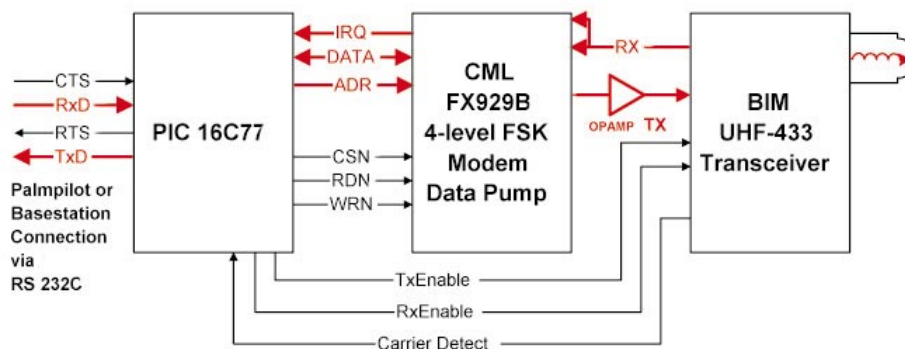 CTS
RxD
RTS
TxD
Palmpilot or
Basestation
Connection
via
RS 232C
PIC 16C77
IRQ
DATA
ADR
CSN
RDN
WRN
CML
FX929B
4-level FSK
Modem
Data Pump
RX
OPAMP TX
BIM
UHF-433
Transceiver
TxEnable
RxEnable
Carrier Detect